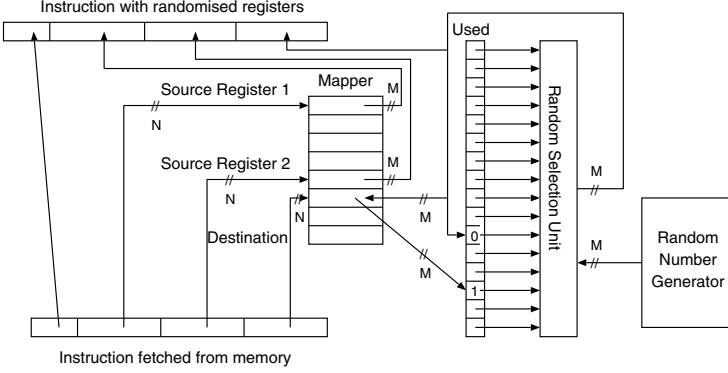 Instruction with randomised registers
Used
Mapper
Source Register 1
M
N
Source Register 2
M
N
N
M
M
Destination
M
0
1
Random Selection Unit
M
M
Random
Number
Generator
Instruction fetched from memory